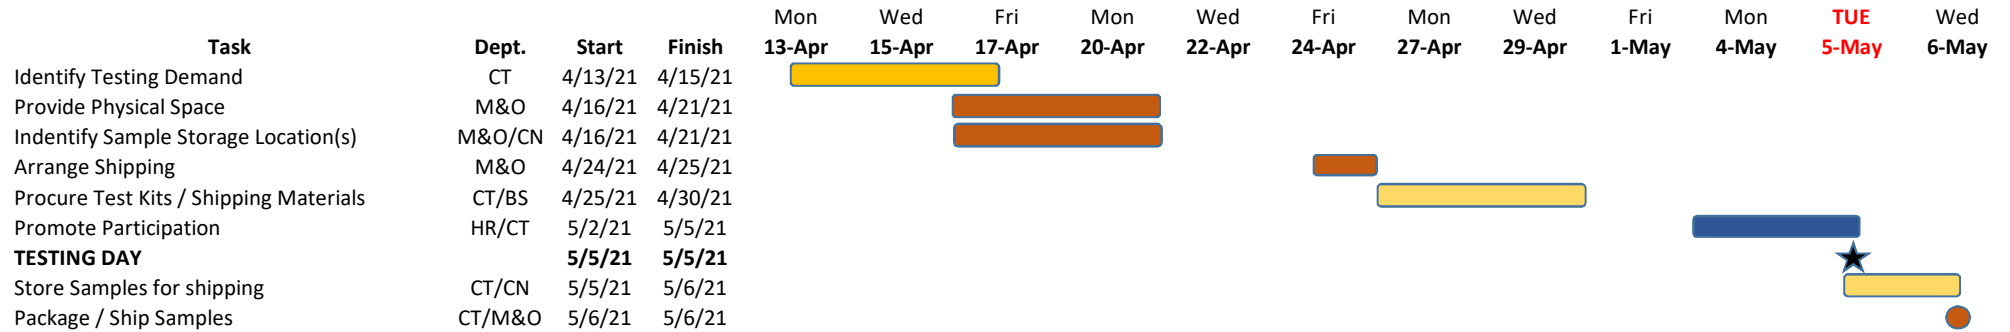 Mon Wed Fri Mon Wed Fri Mon Wed Fri Mon TUE Wed
Task Dept. Start Finish 13-Apr 15-Apr 17-Apr 20-Apr 22-Apr 24-Apr 27-Apr 29-Apr 1-May 4-May 5-May 6-May
Identify Testing Demand CT 4/13/21 4/15/21
Provide Physical Space M&O 4/16/21 4/21/21
Indentify Sample Storage Location(s) M&O/CN 4/16/21 4/21/21
Arrange Shipping M&O 4/24/21 4/25/21
Procure Test Kits / Shipping Materials CT/BS 4/25/21 4/30/21
Promote Participation HR/CT 5/2/21 5/5/21
TESTING DAY 5/5/21 5/5/21
Store Samples for shipping CT/CN 5/5/21 5/6/21
Package / Ship Samples CT/M&O 5/6/21 5/6/21